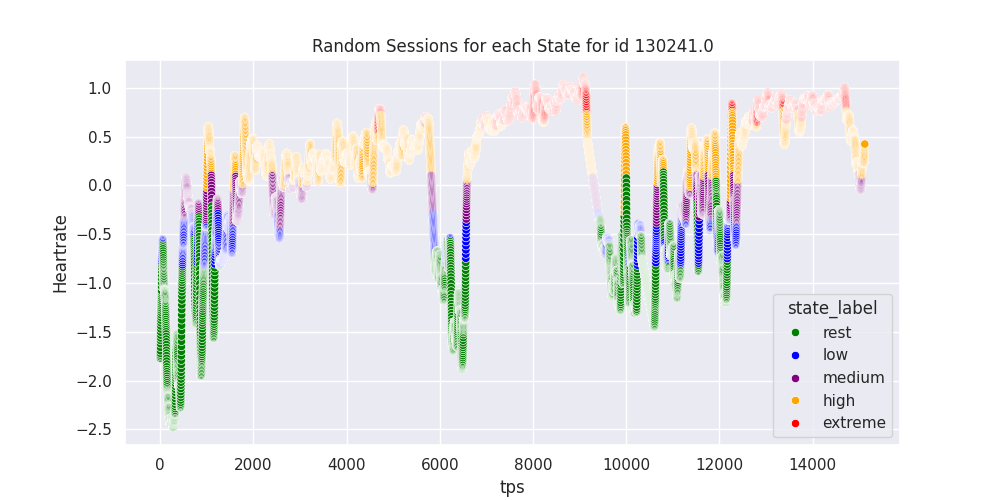 Random Sessions for each State for id 130241.0
Heartrate
1.0
0.5
0.0
−0.5
−1.0
−1.5
−2.0
−2.5
0 2000 4000 6000 8000 10000 12000 14000
tps
state_label
rest
low
medium
high
extreme